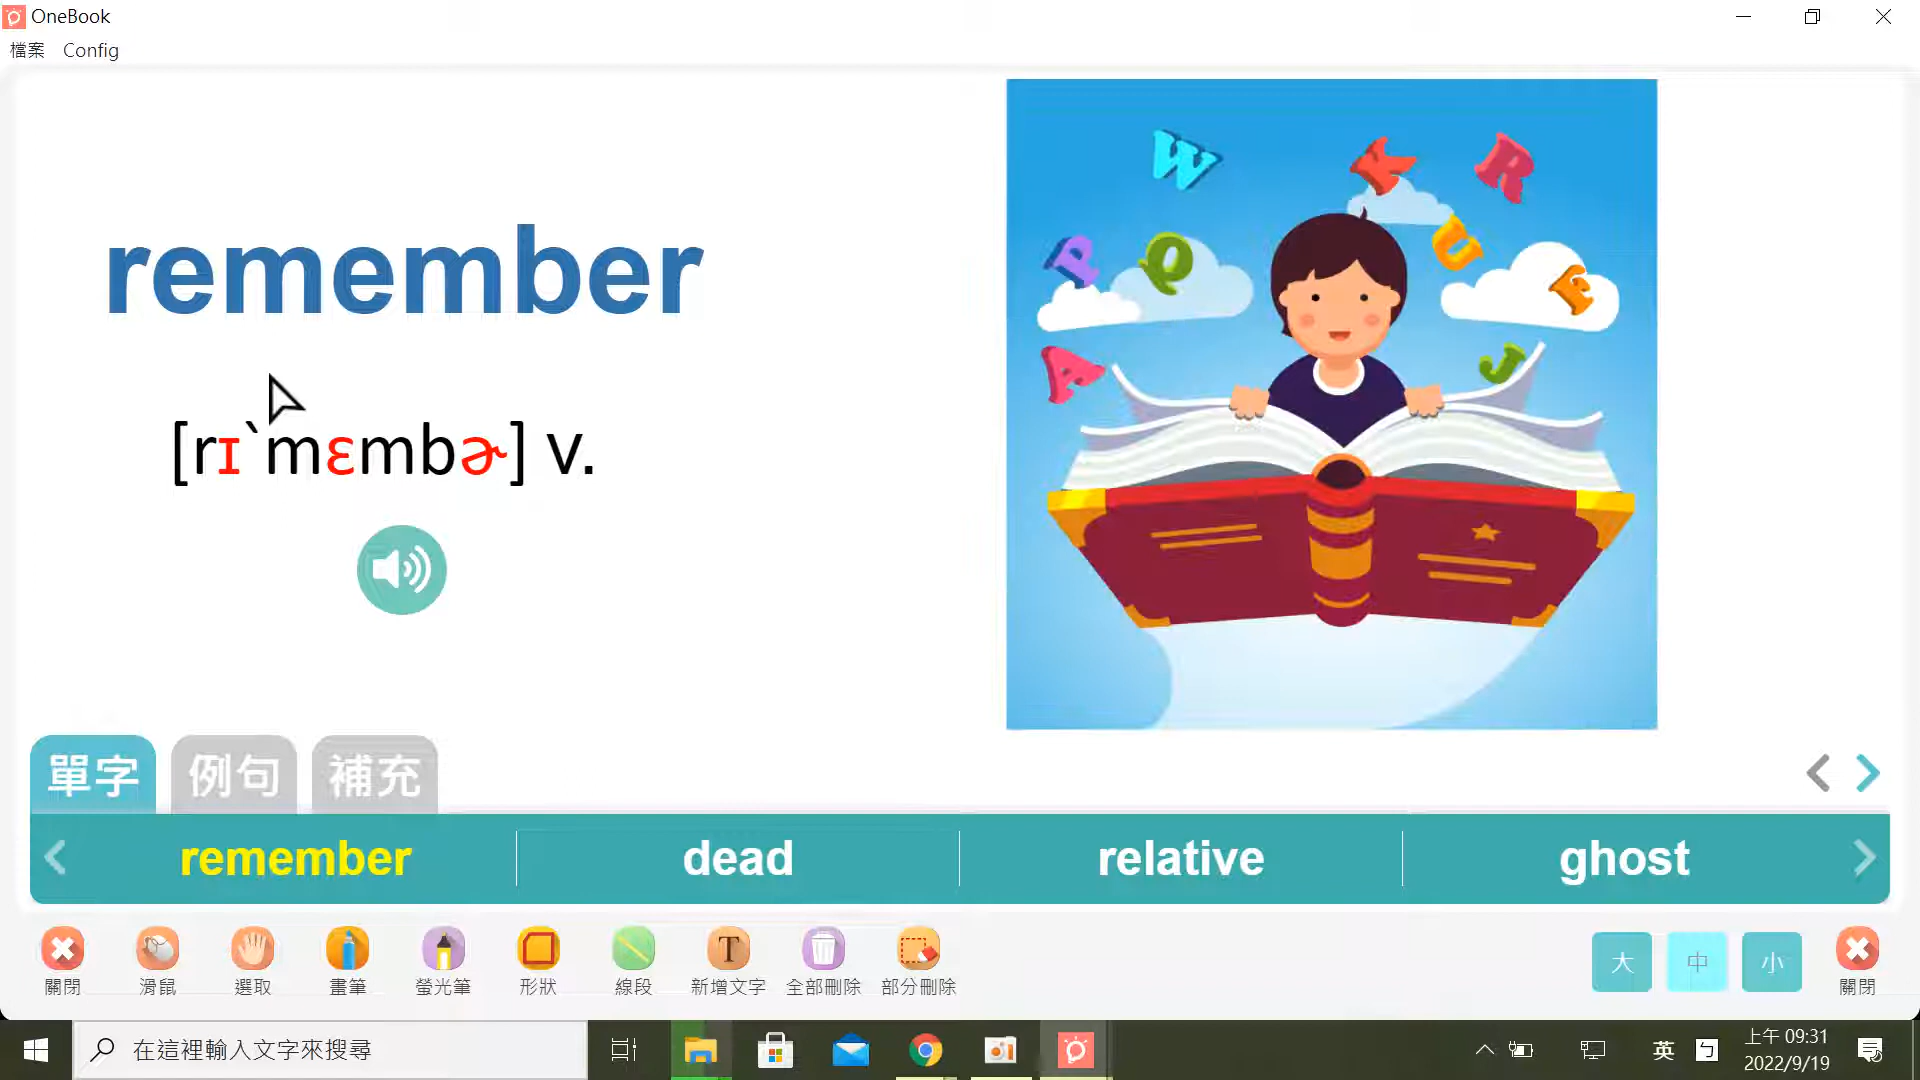 OneBook
檔案 Config
remember
[rɪˋmɛmbɚ] v.
W K R
P Q U F
A J
單字 例句 補充
remember dead relative ghost
關閉 滑鼠 選取 畫筆 螢光筆 形狀 線段 新增文字 全部刪除 部分刪除 大 中 小 關閉
在這裡輸入文字來搜尋
英 ㄅ
上午 09:31
2022/9/19